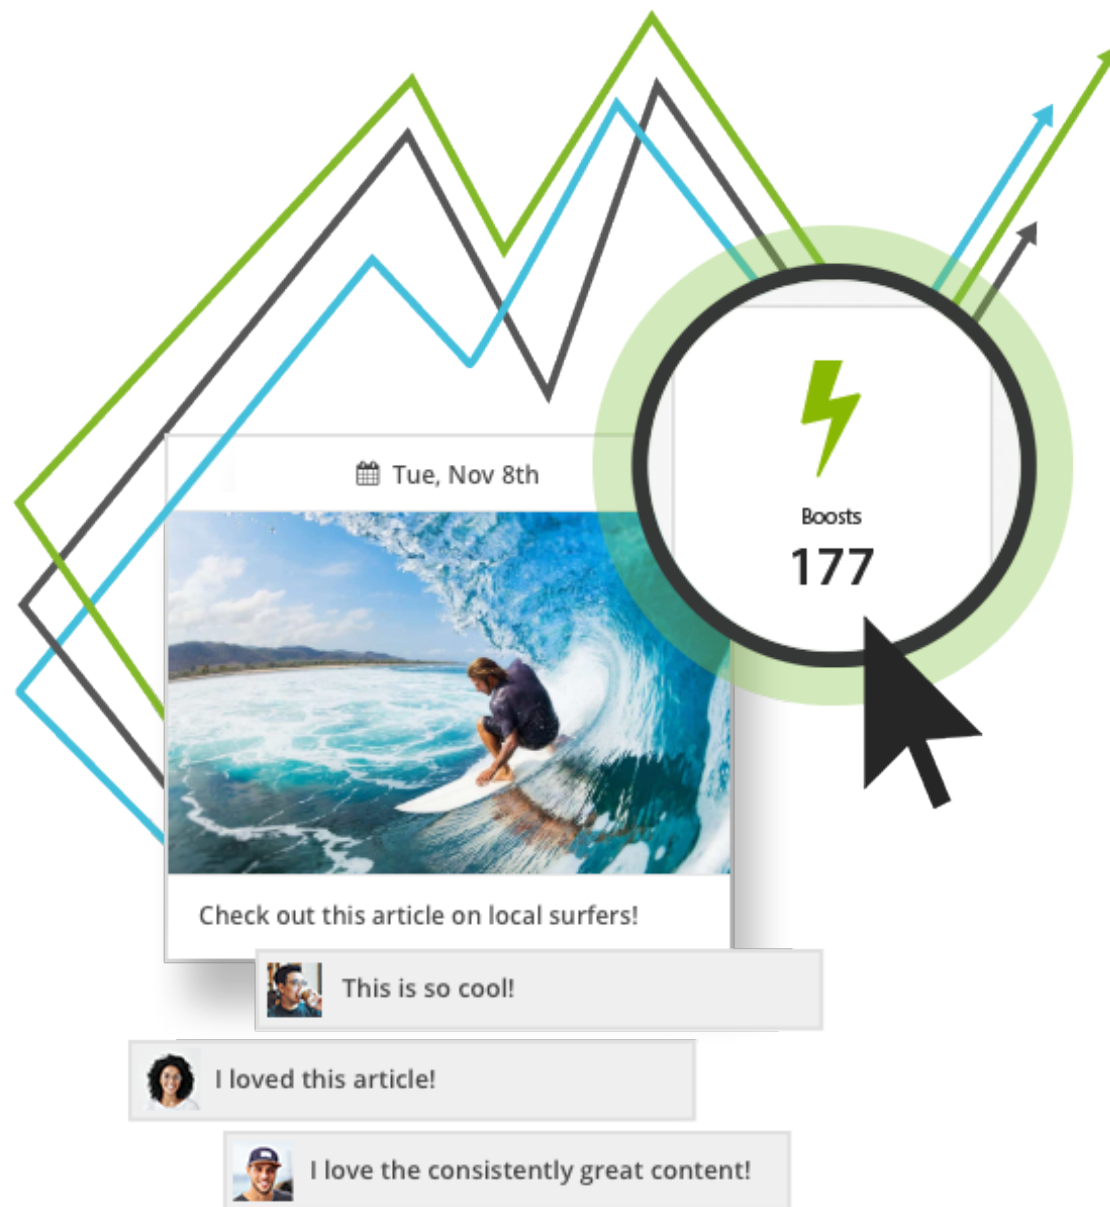 Tue, Nov 8th
Boosts
177
Check out this article on local surfers!
This is so cool!
I loved this article!
I love the consistently great content!